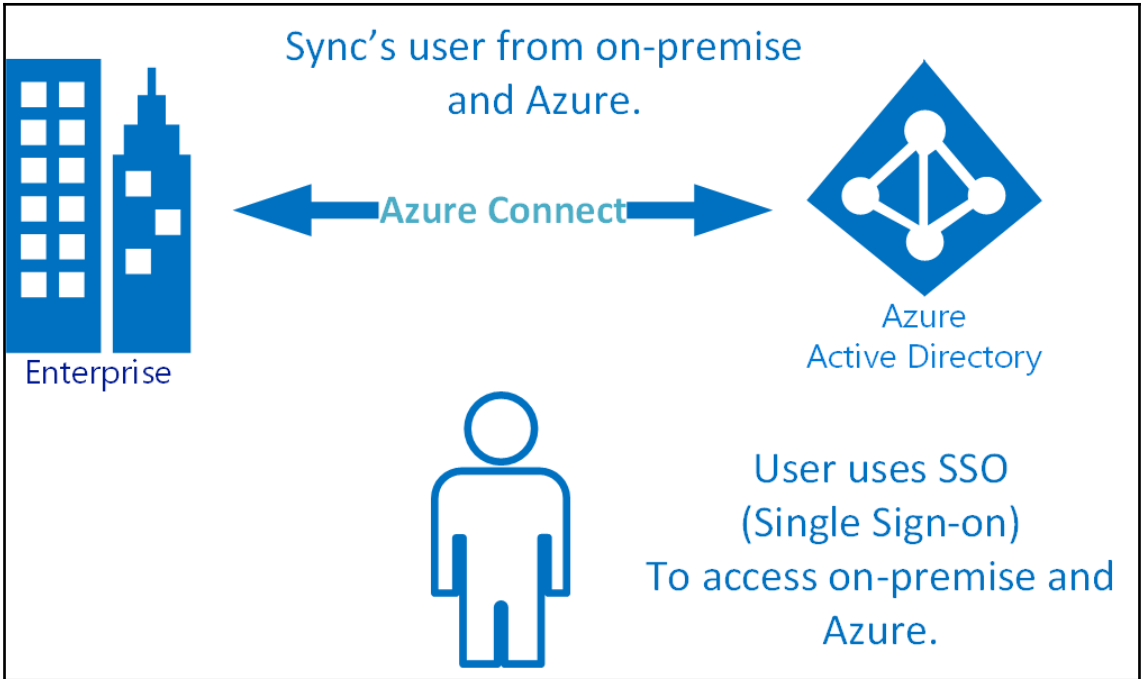 Sync's user from on-premise
and Azure.
Azure Connect
Enterprise
Azure
Active Directory
User uses SSO
(Single Sign-on)
To access on-premise and
Azure.